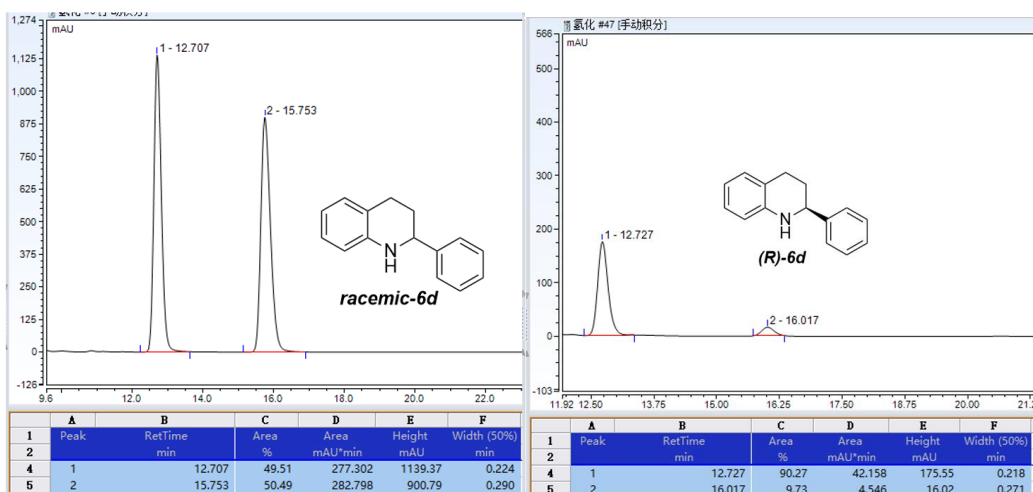 mAU
1,274
1,125
1,000
875
750
625
500
375
250
125
0
-126
9.6 12.0 14.0 16.0 18.0 20.0 22.0
1 - 12.707
2 - 15.753
N
H
racemic-6d
A B C D E F
1 Peak RetTime Area Area Height Width (50%)
2 min % mAU*min mAU min
4 1 12.707 49.51 277.302 1139.37 0.224
5 2 15.753 50.49 282.798 900.79 0.290
氢化 #47 [手动积分]
mAU
566
500
400
300
200
100
0
-103
11.92 12.50 13.75 15.00 16.25 17.50 18.75 20.00
1 - 12.727
2 - 16.017
N
H
(R)-6d
A B C D E F
1 Peak RetTime Area Area Height Width (50%)
2 min % mAU*min mAU min
4 1 12.727 90.27 42.158 175.55 0.218
5 2 16.017 9.73 4.546 16.02 0.271